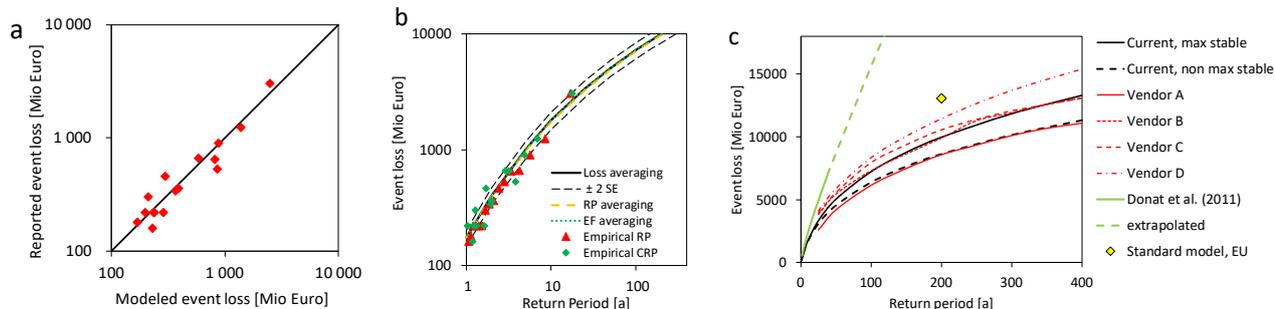 a
Reported event loss [Mio Euro]
10 000
1 000
100
100 1 000 10 000
Modeled event loss [Mio Euro]
b
Event loss [Mio Euro]
10000
1000
100
1 10 100
Return Period [a]
Loss averaging
± 2 SE
RP averaging
EF averaging
Empirical RP
Empirical CRP
c
Event loss [Mio Euro]
15000
10000
5000
0
0 100 200 300 400
Return period [a]
Current, max stable
Current, non max stable
Vendor A
Vendor B
Vendor C
Vendor D
Donat et al. (2011)
extrapolated
Standard model, EU